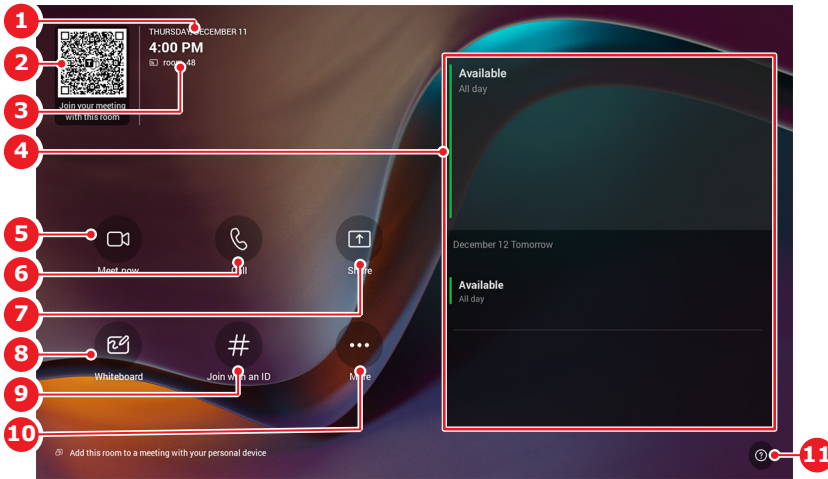 1
THURSDAY, DECEMBER 11
4:00 PM
2
room 48
3
Join your meeting
with this room
4
Available
All day
5
Meet now
Call
Share
6
December 12 Tomorrow
7
Available
All day
8
Whiteboard
Join with an ID
More
9
10
Add this room to a meeting with your personal device
11